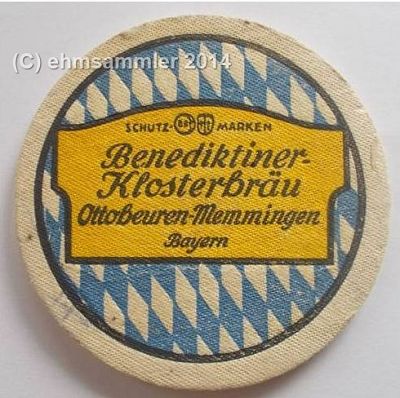 (C) ehmsammler 2014
SCHUTZ- MARKEN
Benediktiner-
Klosterbräu
Ottobeuren-Memmingen
Bayern